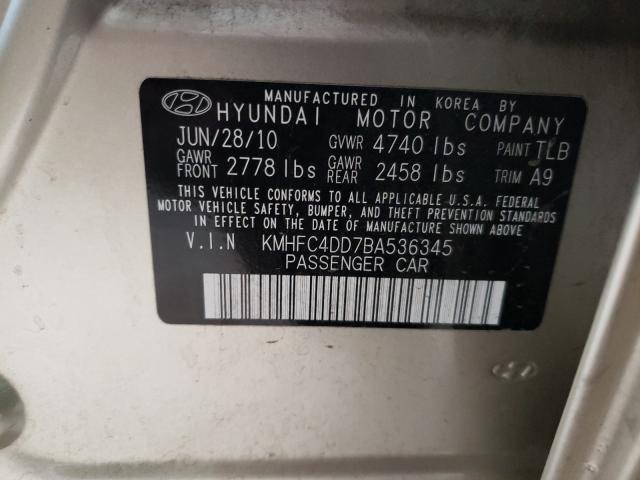 MANUFACTURED IN KOREA BY
HYUNDAI MOTOR COMPANY
JUN/28/10 GVWR 4740 lbs PAINT TLB
GAWR FRONT 2778 lbs GAWR REAR 2458 lbs TRIM A9
THIS VEHICLE CONFORMS TO ALL APPLICABLE U.S.A. FEDERAL
MOTOR VEHICLE SAFETY, BUMPER, AND THEFT PREVENTION STANDARDS
IN EFFECT ON THE DATE OF MANUFACTURE SHOWN ABOVE.
V.I.N KMHFC4DD7BA536345
PASSENGER CAR